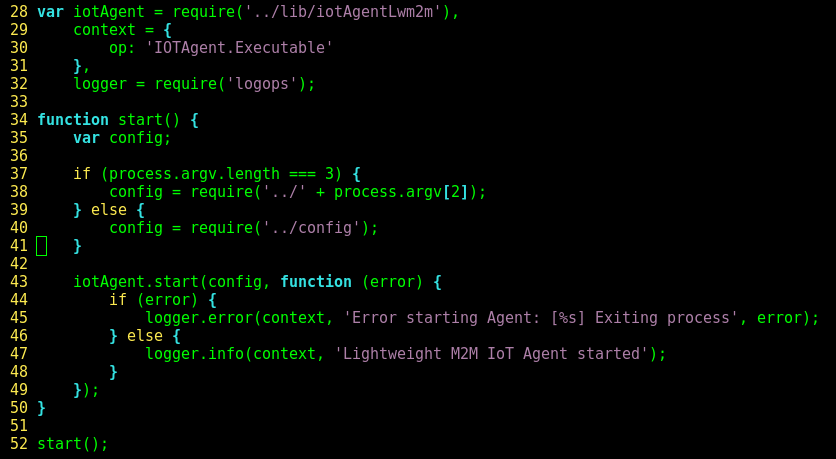 28 var iotAgent = require('../lib/iotAgentLwm2m'),
29     context = {
30         op: 'IOTAgent.Executable'
31     },
32     logger = require('logops');
33
34 function start() {
35     var config;
36
37     if (process.argv.length === 3) {
38         config = require('../' + process.argv[2]);
39     } else {
40         config = require('../config');
41     }
42
43     iotAgent.start(config, function (error) {
44         if (error) {
45             logger.error(context, 'Error starting Agent: [%s] Exiting process', error);
46         } else {
47             logger.info(context, 'Lightweight M2M IoT Agent started');
48         }
49     });
50 }
51
52 start();